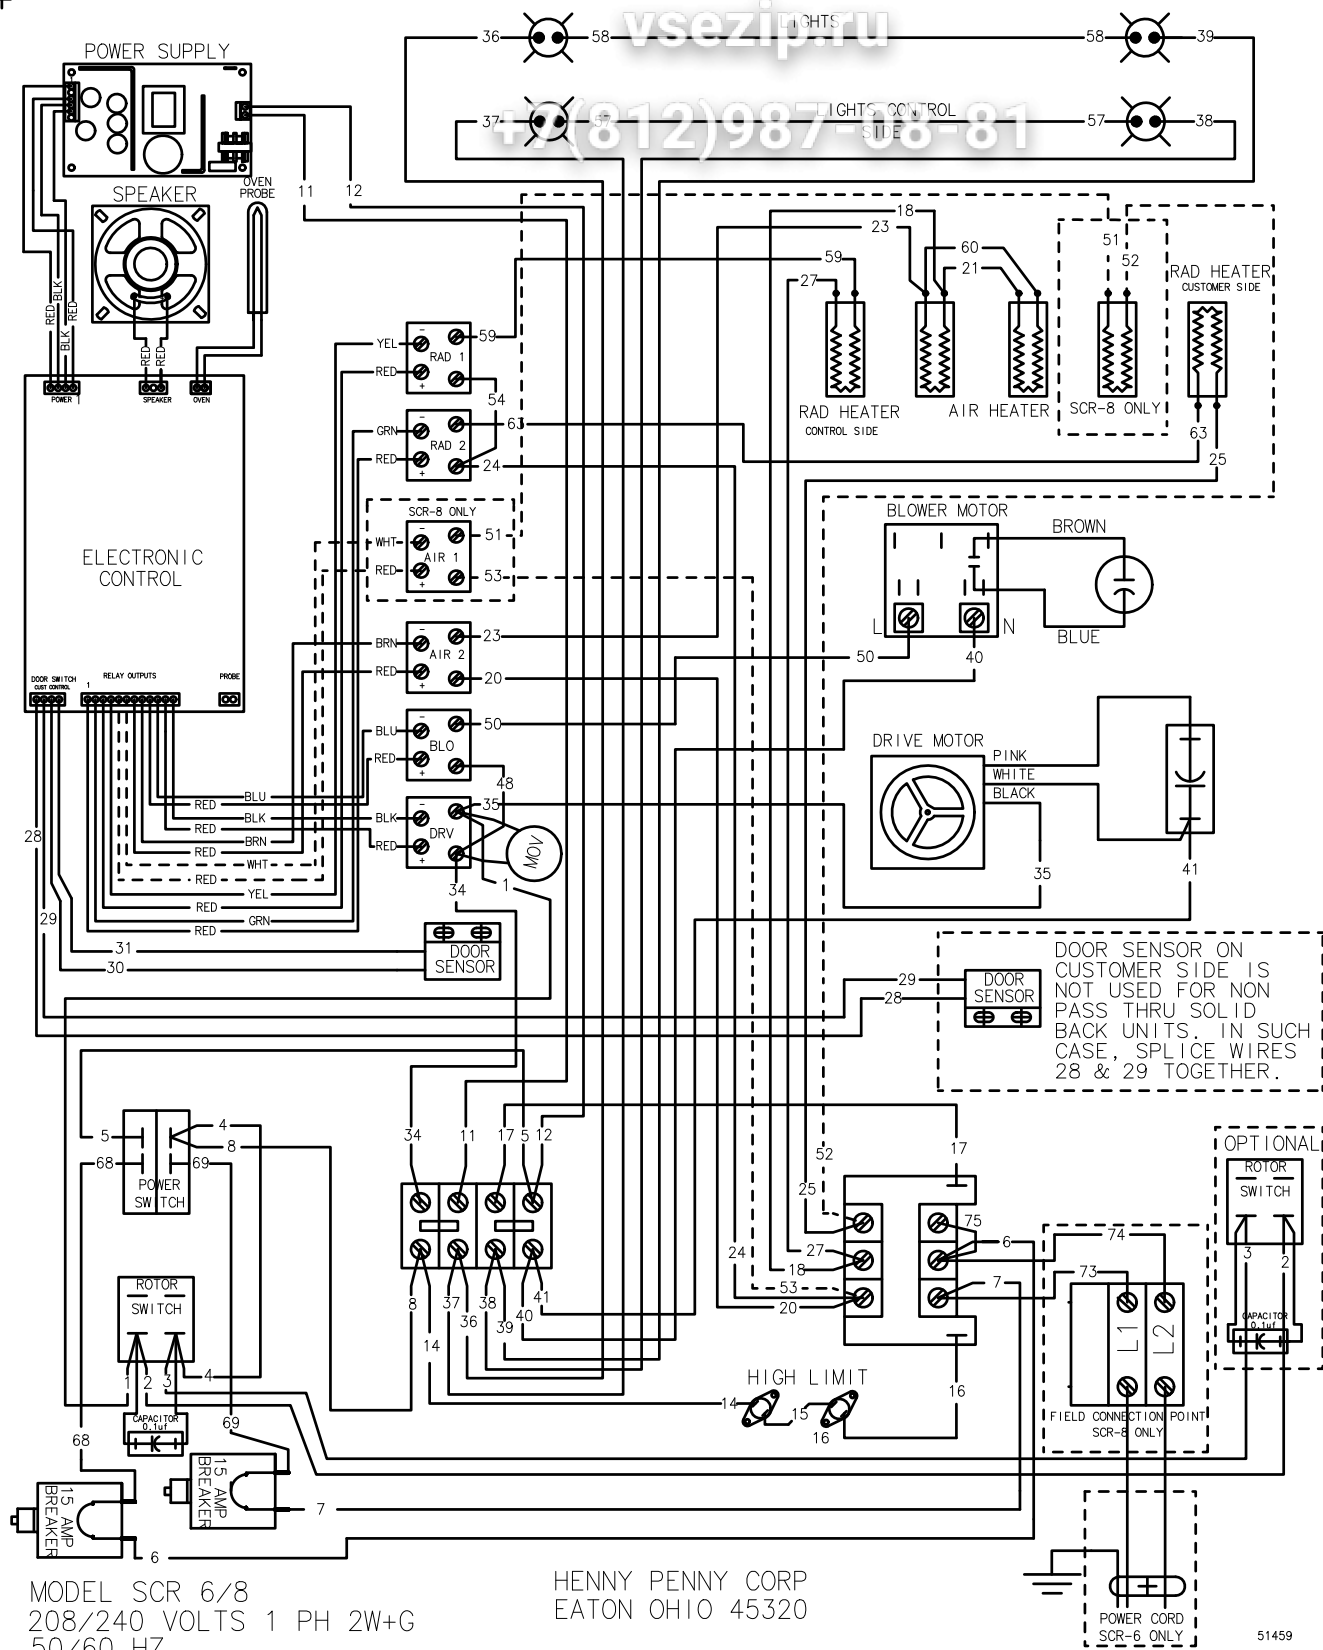 vsezip.ru
+7(812)987-08-81
LIGHTS
36 58 58 39
LIGHTS CONTROL
SIDE
37 57 57 38
POWER SUPPLY
11 12
SPEAKER
OVEN
PROBE
RED
BLK
BLK
RED
RED
RED
POWER
SPEAKER
OVEN
ELECTRONIC
CONTROL
DOOR SWITCH
CUST CONTROL
1
RELAY OUTPUTS
PROBE
YEL - RAD 1 59
RED + 54
GRN - RAD 2 63
RED + 24
SCR-8 ONLY
WHT - AIR 1 51
RED + 53
BRN - AIR 2 23
RED + 20
BLU - BLO 50
RED + 48
BLK - DRV 35
RED + MOV
34 1
18
23
60
21
59
27
51
52
RAD HEATER
CONTROL SIDE
AIR HEATER
SCR-8 ONLY
RAD HEATER
CUSTOMER SIDE
63
25
BLOWER MOTOR
BROWN
BLUE
L N
50 40
DRIVE MOTOR
PINK
WHITE
BLACK
35
41
BLU
RED
BLK
RED
BRN
RED
WHT
RED
YEL
RED
GRN
RED
28
29
31
30
DOOR
SENSOR
29
28
DOOR
SENSOR
DOOR SENSOR ON
CUSTOMER SIDE IS
NOT USED FOR NON
PASS THRU SOLID
BACK UNITS. IN SUCH
CASE, SPLICE WIRES
28 & 29 TOGETHER.
5 4
8
68 69
POWER
SWITCH
34 11 17 5 12
8 14 37 36 38 39 40 41
52
25
17
24
27
18
53
20
75
6
7
74
73
16
L1 L2
FIELD CONNECTION POINT
SCR-8 ONLY
OPTIONAL
ROTOR
SWITCH
3 2
CAPACITOR
0.1uf
ROTOR
SWITCH
1 2 3 4
CAPACITOR
0.1uf
HIGH LIMIT
14 15 16
68
69
15 AMP
BREAKER
15 AMP
BREAKER
7
6
POWER CORD
SCR-6 ONLY
MODEL SCR 6/8
208/240 VOLTS 1 PH 2W+G
50/60 HZ
HENNY PENNY CORP
EATON OHIO 45320
51459